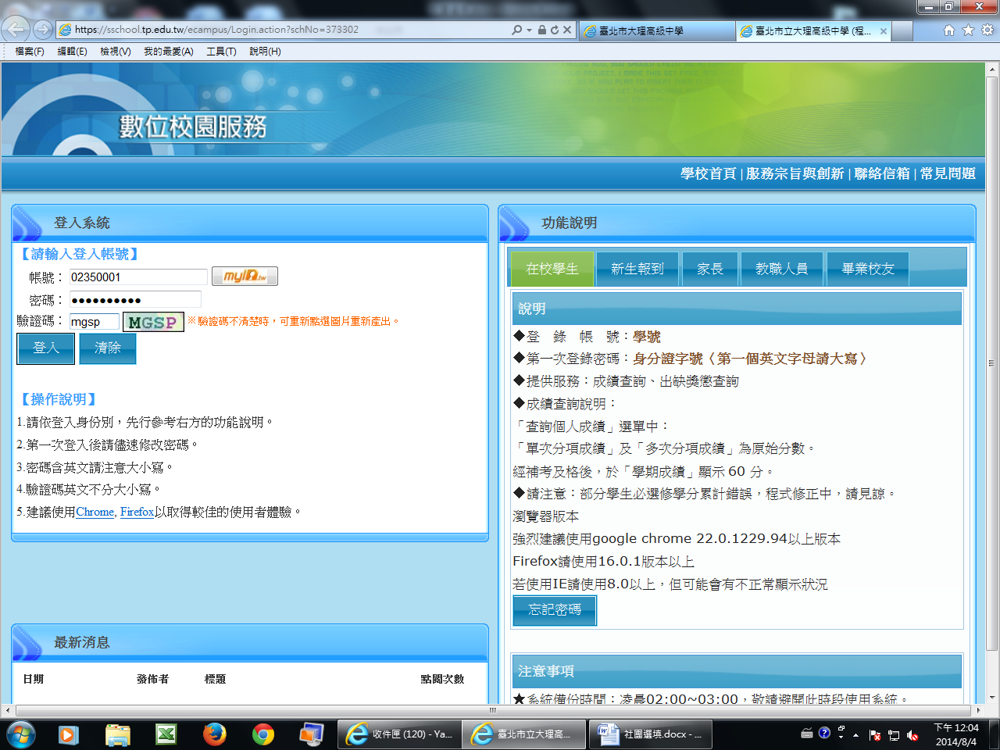 https://sschool.tp.edu.tw/ecampus/Login.action?schNo=373302
臺北市大理高級中學
臺北市立大理高級中學 (程...
檔案(F) 編輯(E) 檢視(V) 我的最愛(A) 工具(T) 說明(H)
數位校園服務
學校首頁 | 服務宗旨與創新 | 聯絡信箱 | 常見問題
登入系統
【請輸入登入帳號】
帳號： 02350001 myID.tw
密碼： ●●●●●●●●●●
驗證碼： mgsp MGSP ※驗證碼不清楚時，可重新點選圖片重新產出。
登入 清除
【操作說明】
1.請依登入身份別，先行參考右方的功能說明。
2.第一次登入後請儘速修改密碼。
3.密碼含英文請注意大小寫。
4.驗證碼英文不分大小寫。
5.建議使用Chrome, Firefox以取得較佳的使用者體驗。
最新消息
日期 發佈者 標題 點閱次數
功能說明
在校學生 新生報到 家長 教職人員 畢業校友
說明
◆登 錄 帳 號：學號
◆第一次登錄密碼：身分證字號〈第一個英文字母請大寫〉
◆提供服務：成績查詢、出缺獎懲查詢
◆成績查詢說明：
「查詢個人成績」選單中：
「單次分項成績」及「多次分項成績」為原始分數。
經補考及格後，於「學期成績」顯示 60 分。
◆請注意：部分學生必選修學分累計錯誤，程式修正中，請見諒。
瀏覽器版本
強烈建議使用google chrome 22.0.1229.94以上版本
Firefox請使用16.0.1版本以上
若使用IE請使用8.0以上，但可能會有不正常顯示狀況
忘記密碼
注意事項
★系統備份時間：凌晨02:00~03:00，敬請避開此時段使用系統。
收件匣 (120) - Ya...
臺北市立大理高...
社團選填.docx - ...
下午 12:04
2014/8/4